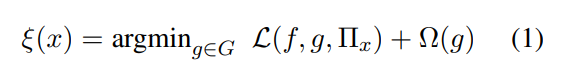 ξ(x) = argmin_{g∈G} ℒ(f, g, Π_x) + Ω(g) (1)